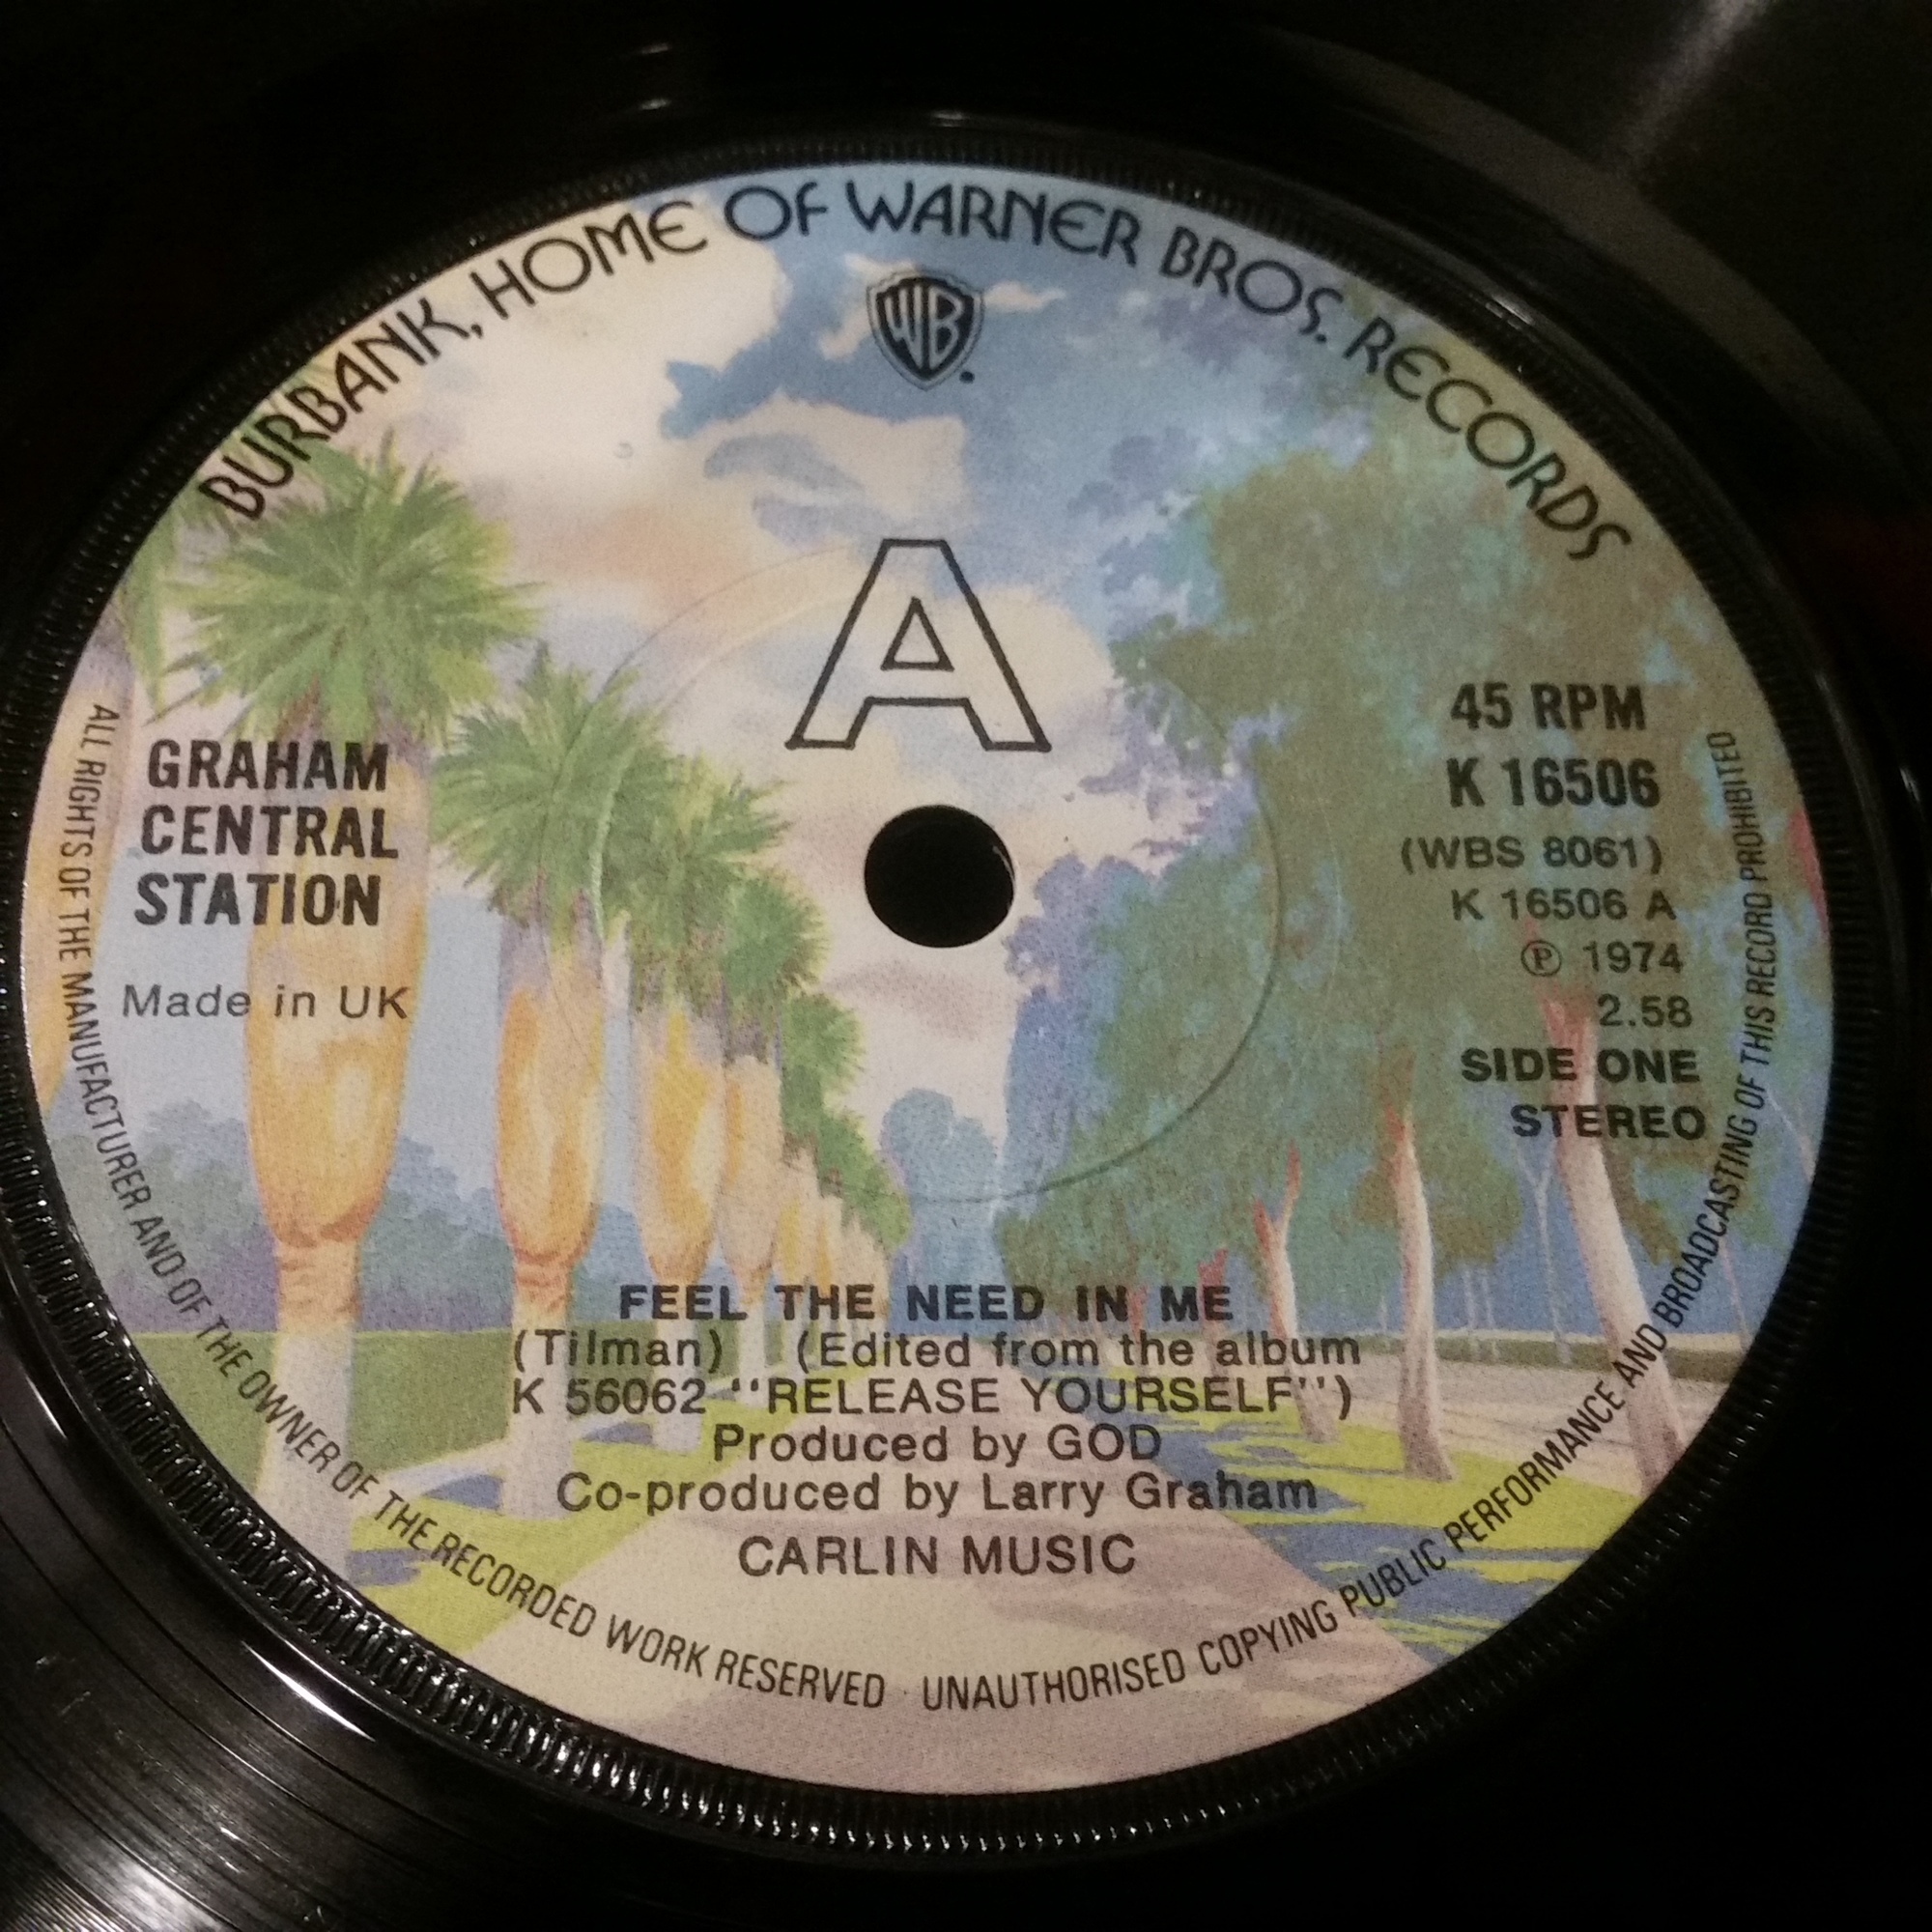 BURBANK, HOME OF WARNER BROS. RECORDS
WB
A
GRAHAM
CENTRAL
STATION
Made in UK
45 RPM
K 16506
(WBS 8061)
K 16506 A
℗ 1974
2.58
SIDE ONE
STEREO
FEEL THE NEED IN ME
(Tilman) (Edited from the album
K 56062 "RELEASE YOURSELF")
Produced by GOD
Co-produced by Larry Graham
CARLIN MUSIC
ALL RIGHTS OF THE MANUFACTURER AND OF THE OWNER OF THE RECORDED WORK RESERVED · UNAUTHORISED COPYING PUBLIC PERFORMANCE AND BROADCASTING OF THIS RECORD PROHIBITED